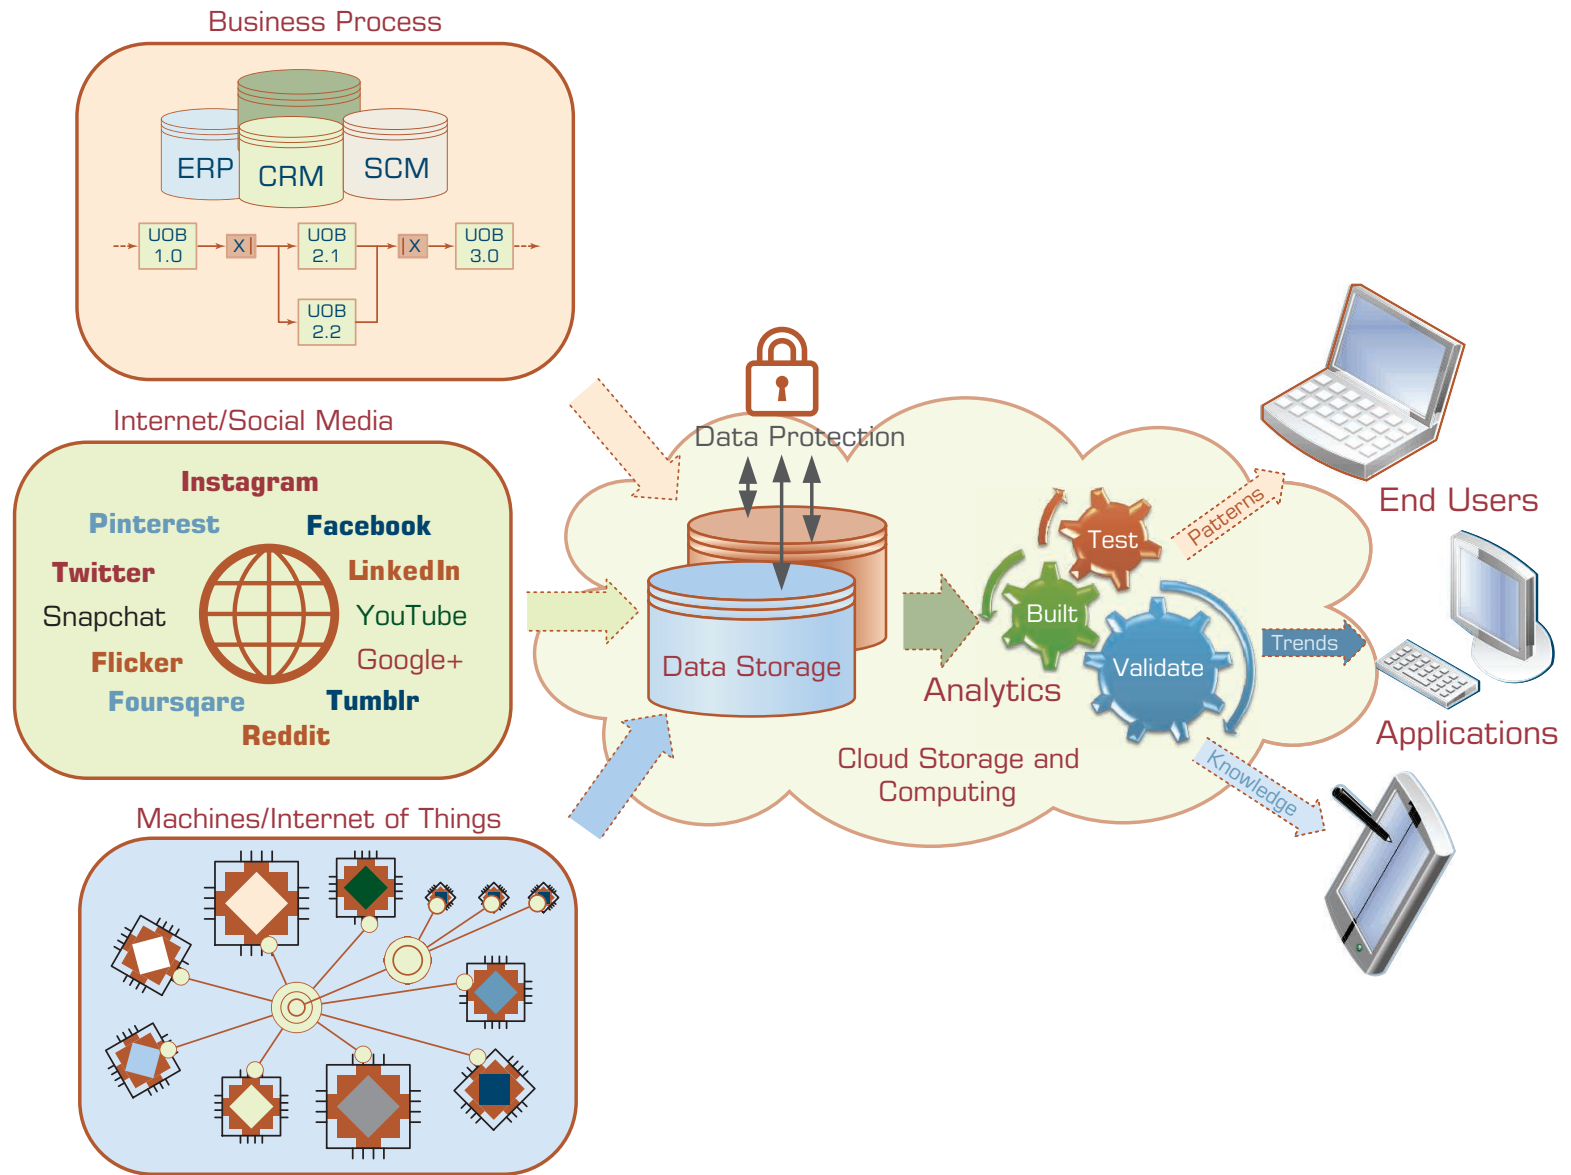 Business Process
ERP
CRM
SCM
UOB
1.0
X|
UOB
2.1
|X
UOB
3.0
UOB
2.2
Internet/Social Media
Instagram
Pinterest
Facebook
Twitter
LinkedIn
Snapchat
YouTube
Flicker
Google+
Foursqare
Tumblr
Reddit
Machines/Internet of Things
Data Protection
Data Storage
Analytics
Test
Built
Validate
Cloud Storage and
Computing
Patterns
Trends
Knowledge
End Users
Applications